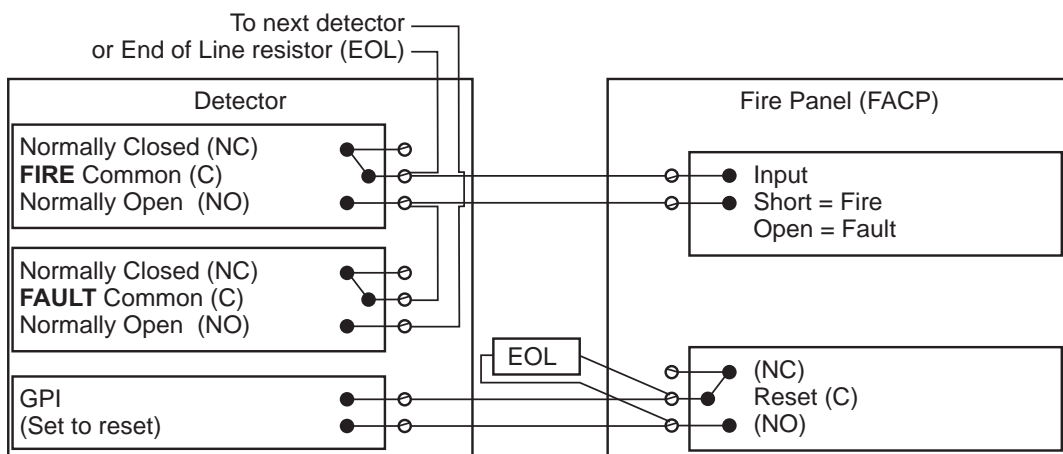 To next detector
or End of Line resistor (EOL)
Detector
Normally Closed (NC)
FIRE Common (C)
Normally Open (NO)
Normally Closed (NC)
FAULT Common (C)
Normally Open (NO)
GPI
(Set to reset)
Fire Panel (FACP)
Input
Short = Fire
Open = Fault
EOL
(NC)
Reset (C)
(NO)